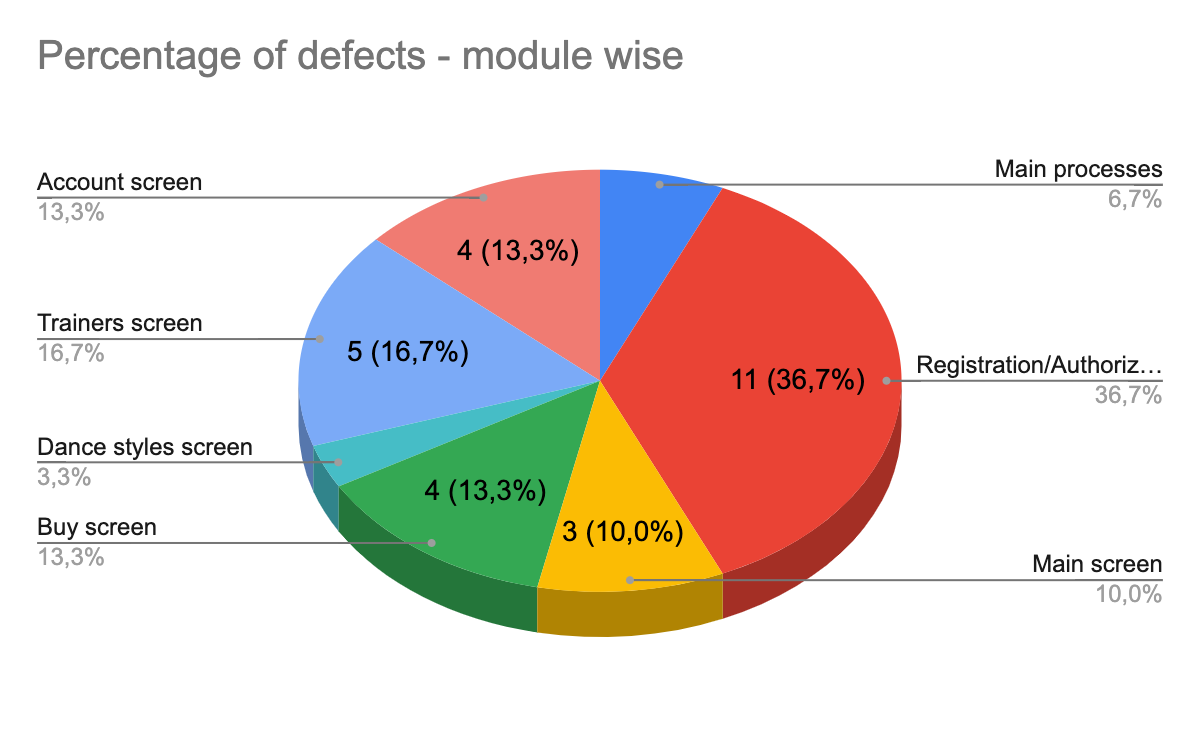 Percentage of defects - module wise
Account screen
13,3%
Main processes
6,7%
4 (13,3%)
Trainers screen
16,7%
5 (16,7%)
11 (36,7%)
Registration/Authoriz…
36,7%
Dance styles screen
3,3%
4 (13,3%)
Buy screen
13,3%
3 (10,0%)
Main screen
10,0%